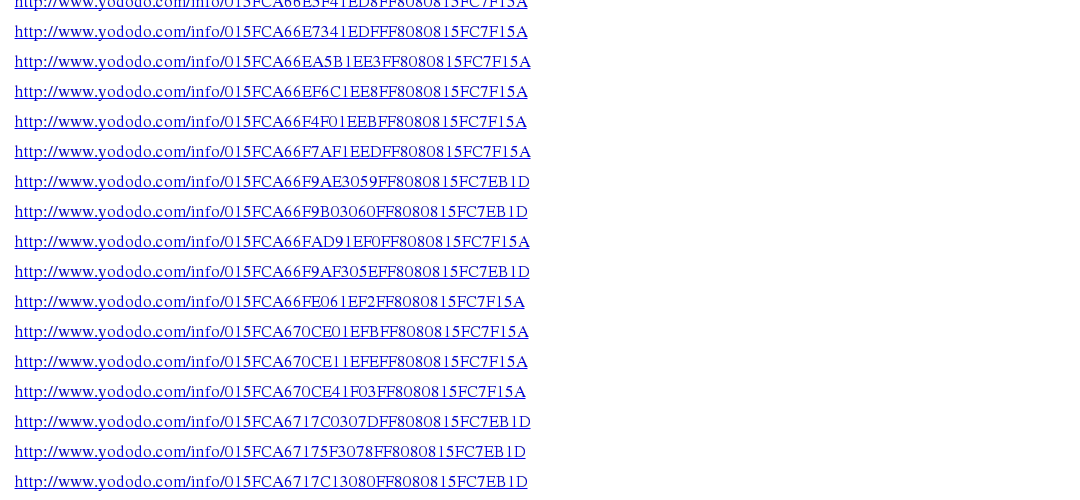 http://www.yododo.com/info/015FCA66E5F41ED8FF8080815FC7F15A
http://www.yododo.com/info/015FCA66E7341EDFFF8080815FC7F15A
http://www.yododo.com/info/015FCA66EA5B1EE3FF8080815FC7F15A
http://www.yododo.com/info/015FCA66EF6C1EE8FF8080815FC7F15A
http://www.yododo.com/info/015FCA66F4F01EEBFF8080815FC7F15A
http://www.yododo.com/info/015FCA66F7AF1EEDFF8080815FC7F15A
http://www.yododo.com/info/015FCA66F9AE3059FF8080815FC7EB1D
http://www.yododo.com/info/015FCA66F9B03060FF8080815FC7EB1D
http://www.yododo.com/info/015FCA66FAD91EF0FF8080815FC7F15A
http://www.yododo.com/info/015FCA66F9AF305EFF8080815FC7EB1D
http://www.yododo.com/info/015FCA66FE061EF2FF8080815FC7F15A
http://www.yododo.com/info/015FCA670CE01EFBFF8080815FC7F15A
http://www.yododo.com/info/015FCA670CE11EFEFF8080815FC7F15A
http://www.yododo.com/info/015FCA670CE41F03FF8080815FC7F15A
http://www.yododo.com/info/015FCA6717C0307DFF8080815FC7EB1D
http://www.yododo.com/info/015FCA67175F3078FF8080815FC7EB1D
http://www.yododo.com/info/015FCA6717C13080FF8080815FC7EB1D